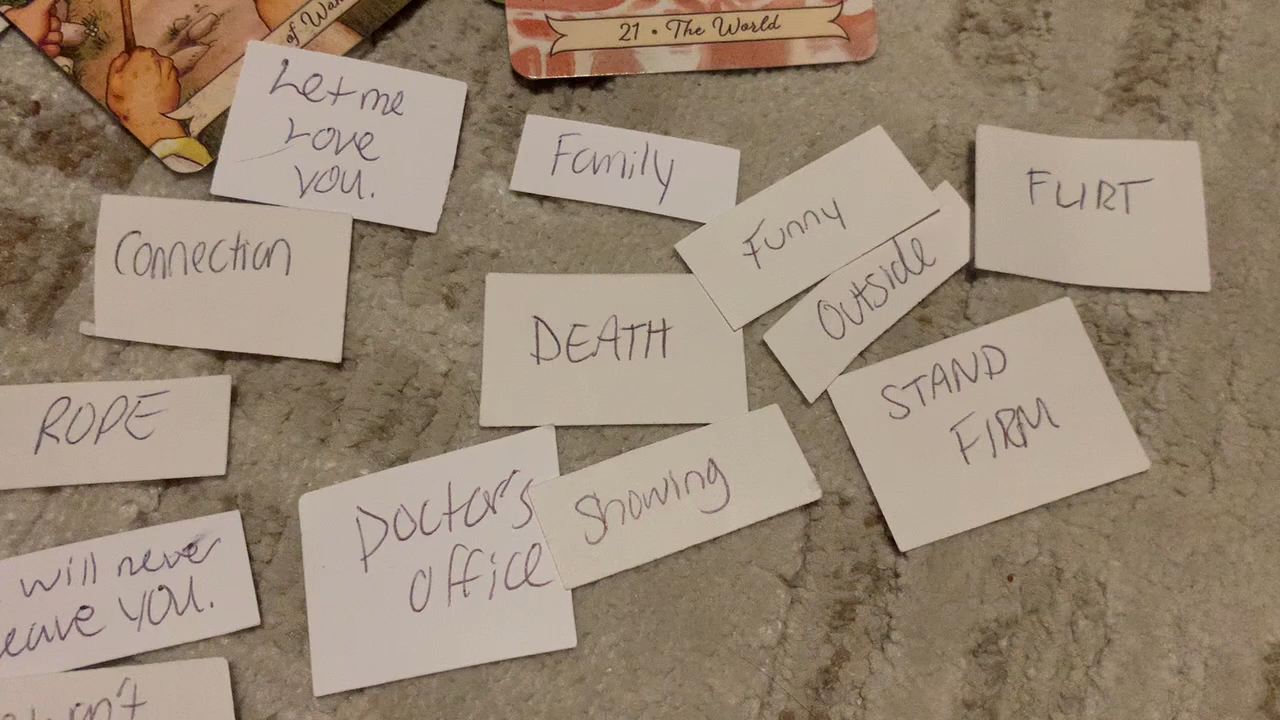 of Wan
21 • The World
Let me
Love
you.
Family
Funny
FLIRT
Connection
Outside
DEATH
STAND
FIRM
ROPE
Doctor's
office
Showing
will never
leave you.